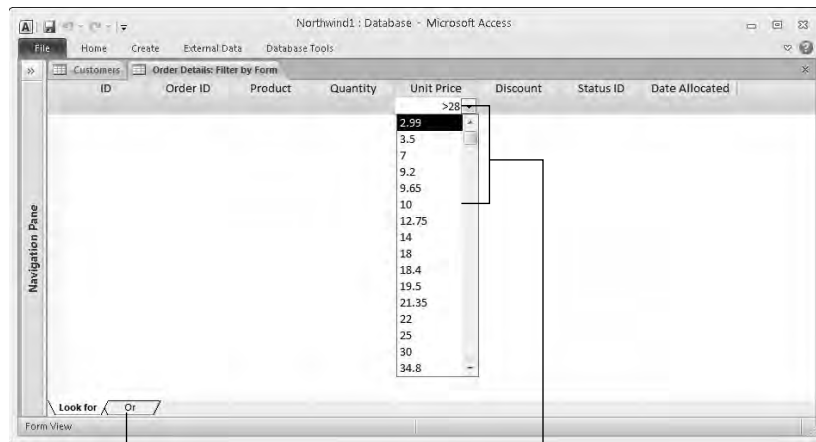 Northwind1 : Database - Microsoft Access
File Home Create External Data Database Tools
Customers Order Details: Filter by Form
ID Order ID Product Quantity Unit Price Discount Status ID Date Allocated
>28
2.99
3.5
7
9.2
9.65
10
12.75
14
18
18.4
19.5
21.35
22
25
30
34.8
Navigation Pane
Look for Or
Form View